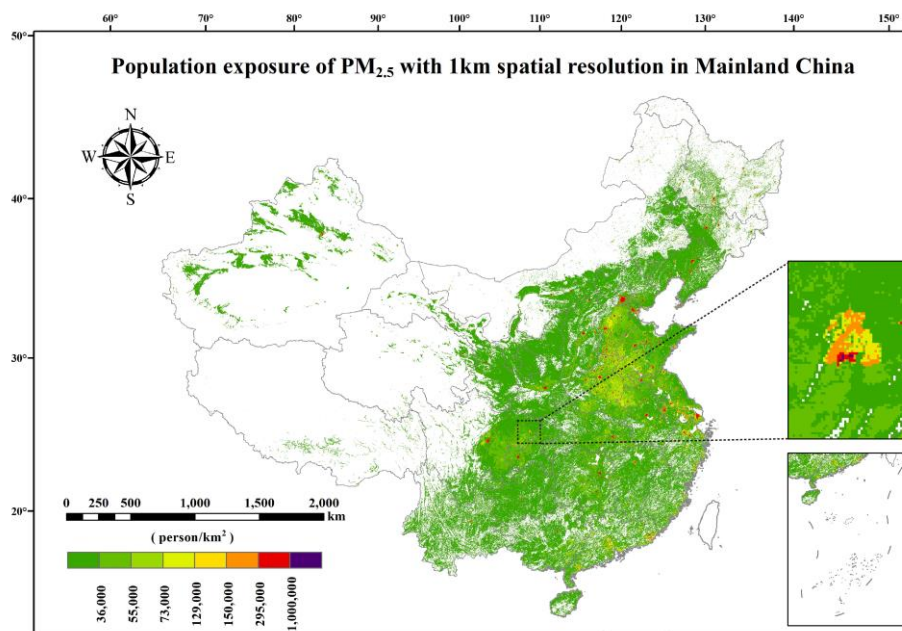 60° 70° 80° 90° 100° 110° 120° 130° 140° 150°
50°
Population exposure of PM2.5 with 1km spatial resolution in Mainland China
N
W E
S
40°
30°
20°
0 250 500 1,000 1,500 2,000
km
( person/km² )
36,000 55,000 73,000 129,000 150,000 295,000 1,000,000